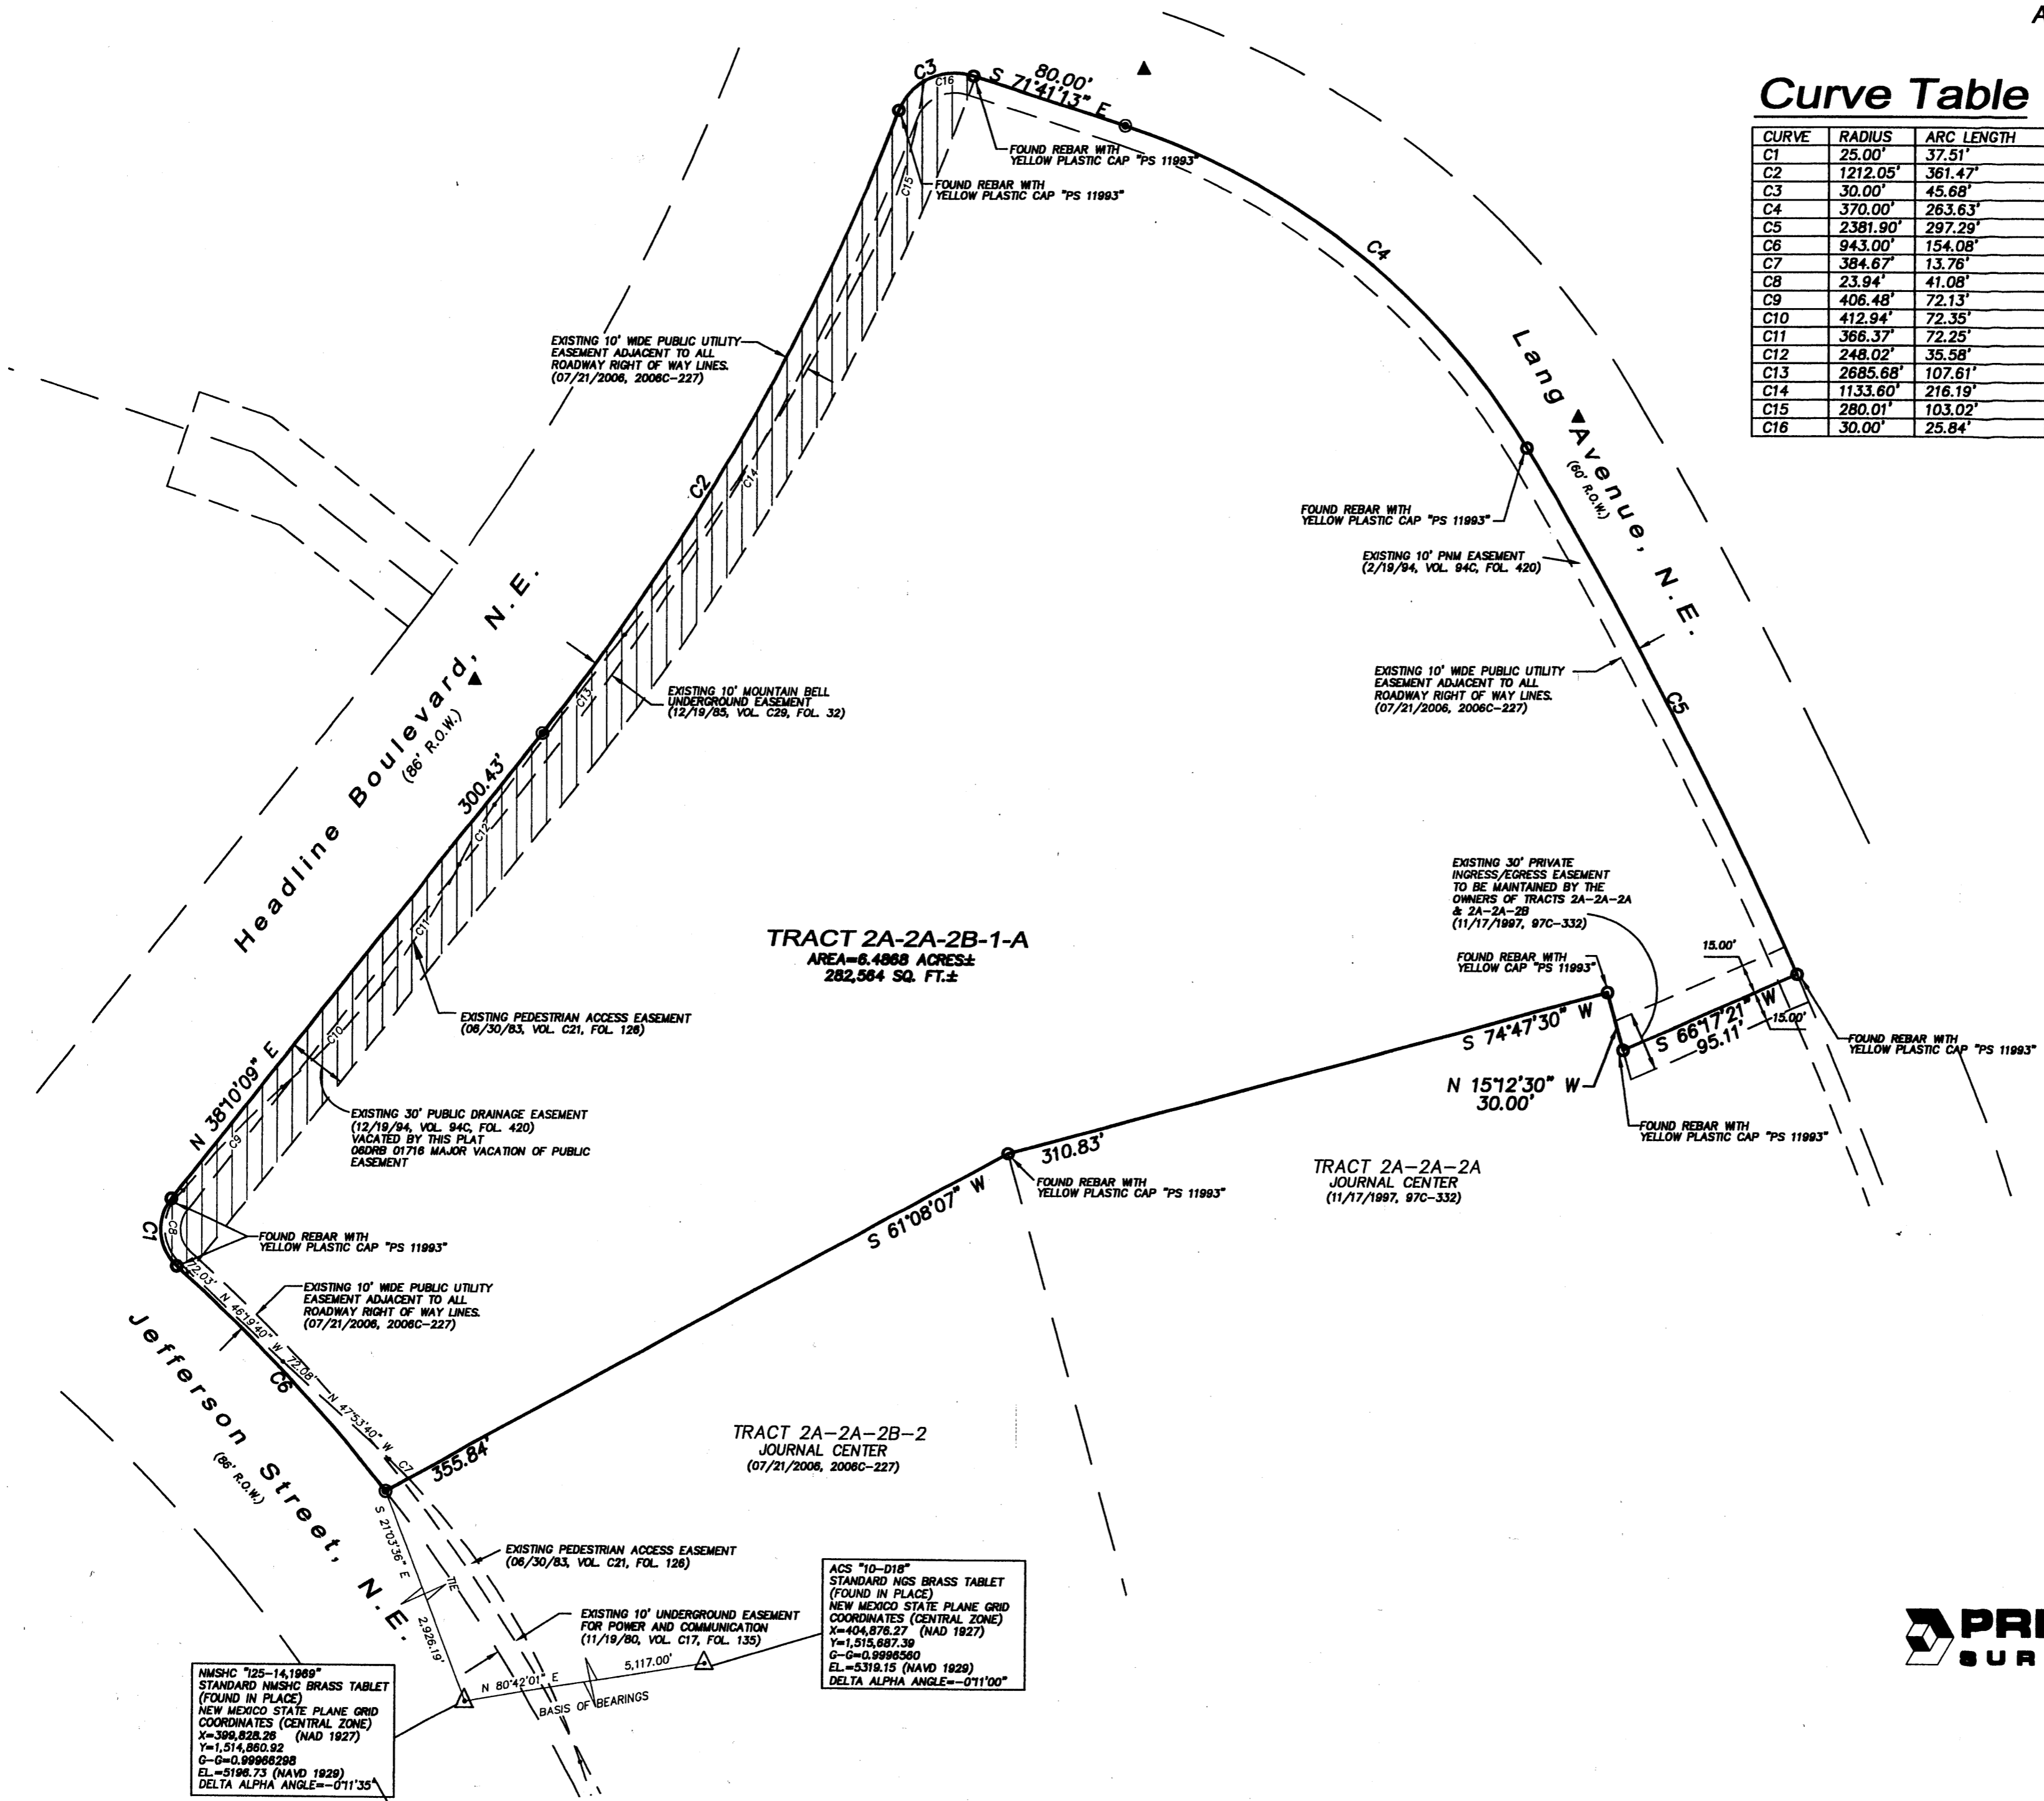 A
Curve Table
CURVE RADIUS ARC LENGTH
C1 25.00' 37.51'
C2 1212.05' 361.47'
C3 30.00' 45.68'
C4 370.00' 263.63'
C5 2381.90' 297.29'
C6 943.00' 154.08'
C7 384.67' 13.76'
C8 23.94' 41.08'
C9 406.48' 72.13'
C10 412.94' 72.35'
C11 366.37' 72.25'
C12 248.02' 35.58'
C13 2685.68' 107.61'
C14 1133.60' 216.19'
C15 280.01' 103.02'
C16 30.00' 25.84'
C3
C16
80.00'
S 71°41'13" E
FOUND REBAR WITH
YELLOW PLASTIC CAP "PS 11993"
FOUND REBAR WITH
YELLOW PLASTIC CAP "PS 11993"
C15
C4
EXISTING 10' WIDE PUBLIC UTILITY
EASEMENT ADJACENT TO ALL
ROADWAY RIGHT OF WAY LINES.
(07/21/2006, 2006C-227)
Lang Avenue, N.E.
(60' R.O.W.)
C2
C14
FOUND REBAR WITH
YELLOW PLASTIC CAP "PS 11993"
EXISTING 10' PNM EASEMENT
(2/19/94, VOL. 94C, FOL. 420)
Headline Boulevard, N.E.
(86' R.O.W.)
EXISTING 10' MOUNTAIN BELL
UNDERGROUND EASEMENT
(12/19/85, VOL. C29, FOL. 32)
C13
EXISTING 10' WIDE PUBLIC UTILITY
EASEMENT ADJACENT TO ALL
ROADWAY RIGHT OF WAY LINES.
(07/21/2006, 2006C-227)
C5
300.43'
C12
C11
TRACT 2A-2A-2B-1-A
AREA=6.4868 ACRES±
282,564 SQ. FT.±
EXISTING 30' PRIVATE
INGRESS/EGRESS EASEMENT
TO BE MAINTAINED BY THE
OWNERS OF TRACTS 2A-2A-2A
& 2A-2A-2B
(11/17/1997, 97C-332)
FOUND REBAR WITH
YELLOW CAP "PS 11993"
15.00'
15.00'
S 66°17'21" W
95.11'
S 74°47'30" W
310.83'
N 15°12'30" W
30.00'
FOUND REBAR WITH
YELLOW PLASTIC CAP "PS 11993"
FOUND REBAR WITH
YELLOW PLASTIC CAP "PS 11993"
EXISTING PEDESTRIAN ACCESS EASEMENT
(06/30/83, VOL. C21, FOL. 126)
C10
N 38°10'09" E
C9
EXISTING 30' PUBLIC DRAINAGE EASEMENT
(12/19/94, VOL. 94C, FOL. 420)
VACATED BY THIS PLAT
06DRB 01716 MAJOR VACATION OF PUBLIC
EASEMENT
FOUND REBAR WITH
YELLOW PLASTIC CAP "PS 11993"
TRACT 2A-2A-2A
JOURNAL CENTER
(11/17/1997, 97C-332)
S 61°08'07" W
355.84'
C1
C8
FOUND REBAR WITH
YELLOW PLASTIC CAP "PS 11993"
72.03'
N 46°19'40" W
72.08'
N 47°53'40" W
C7
C6
EXISTING 10' WIDE PUBLIC UTILITY
EASEMENT ADJACENT TO ALL
ROADWAY RIGHT OF WAY LINES.
(07/21/2006, 2006C-227)
Jefferson Street, N.E.
(86' R.O.W.)
TRACT 2A-2A-2B-2
JOURNAL CENTER
(07/21/2006, 2006C-227)
S 21°03'36" E
TIE
2,926.19'
EXISTING PEDESTRIAN ACCESS EASEMENT
(06/30/83, VOL. C21, FOL. 126)
EXISTING 10' UNDERGROUND EASEMENT
FOR POWER AND COMMUNICATION
(11/19/80, VOL. C17, FOL. 135)
N 80°42'01" E
5,117.00'
BASIS OF BEARINGS
ACS "10-D18"
STANDARD NGS BRASS TABLET
(FOUND IN PLACE)
NEW MEXICO STATE PLANE GRID
COORDINATES (CENTRAL ZONE)
X=404,876.27 (NAD 1927)
Y=1,515,687.39
G-G=0.9996560
EL.=5319.15 (NAVD 1929)
DELTA ALPHA ANGLE=-0°11'00"
NMSHC "I25-14,1969"
STANDARD NMSHC BRASS TABLET
(FOUND IN PLACE)
NEW MEXICO STATE PLANE GRID
COORDINATES (CENTRAL ZONE)
X=399,828.26 (NAD 1927)
Y=1,514,860.92
G-G=0.99966298
EL.=5196.73 (NAVD 1929)
DELTA ALPHA ANGLE=-0°11'35"
PRE
SUR